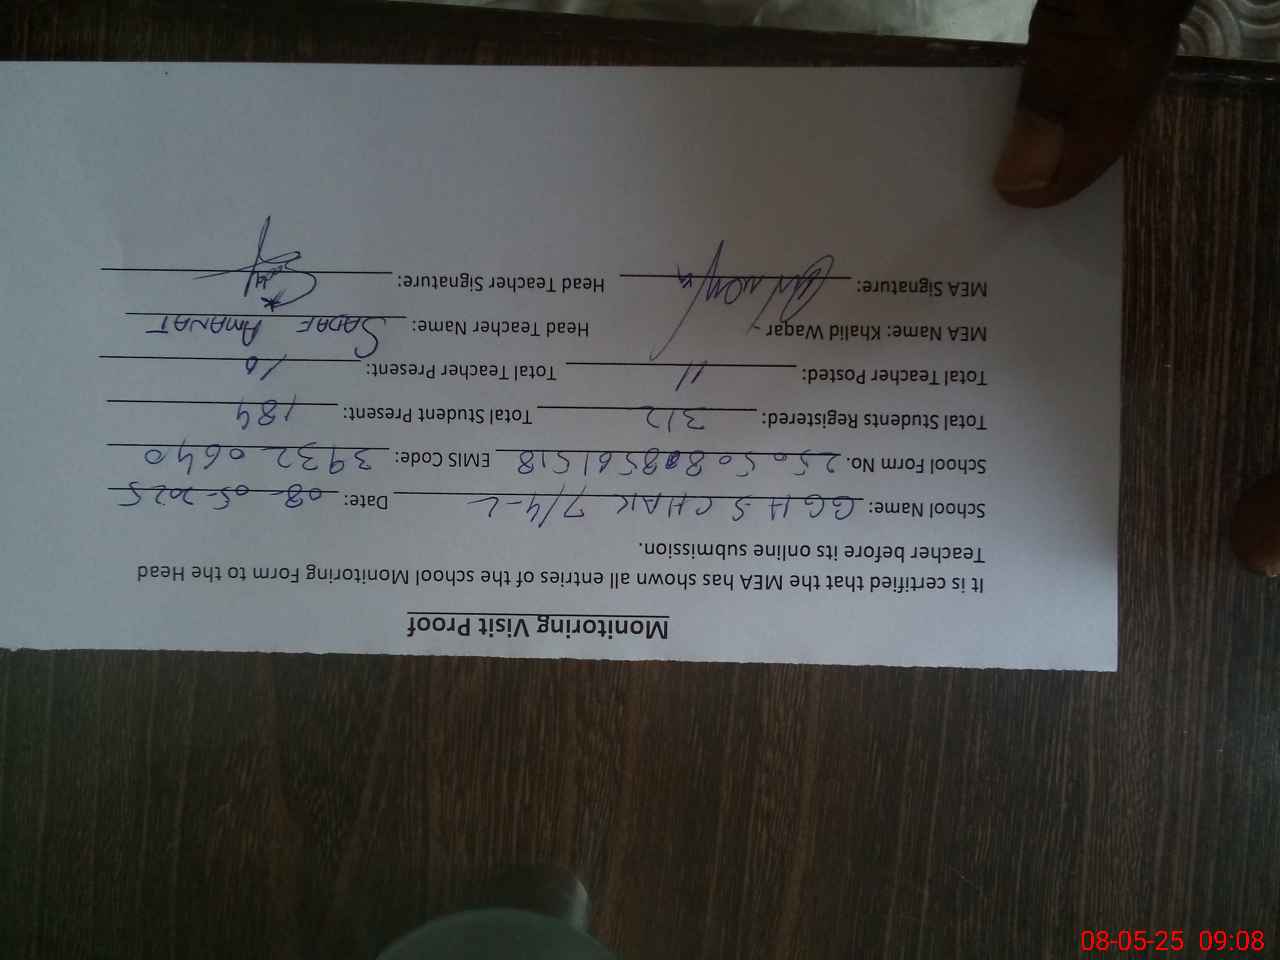 Monitoring Visit Proof
It is certified that the MEA has shown all entries of the school Monitoring Form to the Head
Teacher before its online submission.
School Name: GGHS CHAK 7/4-L Date: 08-05-2025
School Form No. EMIS Code: 39320640
Total Students Registered: 312 Total Student Present: 184
Total Teacher Posted: 11 Total Teacher Present: 10
MEA Name: Khalid Waqar Head Teacher Name: SADAF AMANAT
MEA Signature: Head Teacher Signature:
08-05-25 09:08